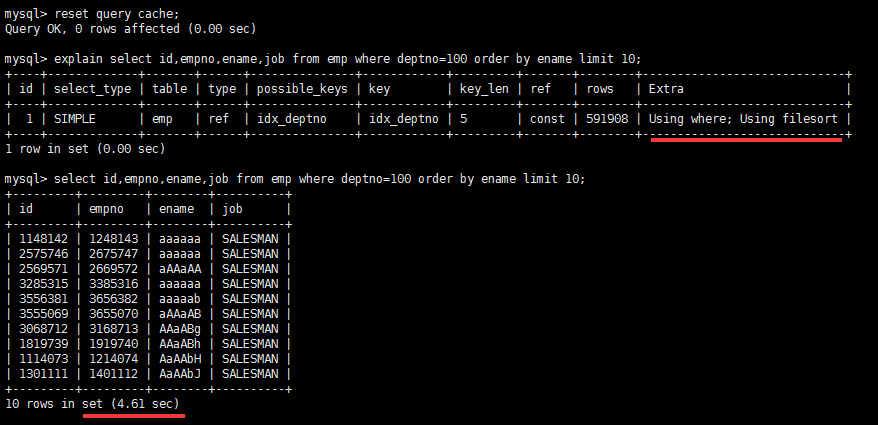 mysql> reset query cache;
Query OK, 0 rows affected (0.00 sec)
mysql> explain select id,empno,ename,job from emp where deptno=100 order by ename limit 10;
+----+-------------+-------+------+---------------+------------+---------+-------+--------+-----------------------------+
| id | select_type | table | type | possible_keys | key        | key_len | ref   | rows   | Extra                       |
+----+-------------+-------+------+---------------+------------+---------+-------+--------+-----------------------------+
|  1 | SIMPLE      | emp   | ref  | idx_deptno    | idx_deptno | 5       | const | 591908 | Using where; Using filesort |
+----+-------------+-------+------+---------------+------------+---------+-------+--------+-----------------------------+
1 row in set (0.00 sec)
mysql> select id,empno,ename,job from emp where deptno=100 order by ename limit 10;
+---------+---------+--------+----------+
| id      | empno   | ename  | job      |
+---------+---------+--------+----------+
| 1148142 | 1248143 | aaaaaa | SALESMAN |
| 2575746 | 2675747 | aaaaaa | SALESMAN |
| 2569571 | 2669572 | aAAaAA | SALESMAN |
| 3285315 | 3385316 | aaaaaa | SALESMAN |
| 3556381 | 3656382 | aaaaab | SALESMAN |
| 3555069 | 3655070 | aAAaAB | SALESMAN |
| 3068712 | 3168713 | AAaABg | SALESMAN |
| 1819739 | 1919740 | AAaABh | SALESMAN |
| 1114073 | 1214074 | AaAAbH | SALESMAN |
| 1301111 | 1401112 | AaAAbJ | SALESMAN |
+---------+---------+--------+----------+
10 rows in set (4.61 sec)